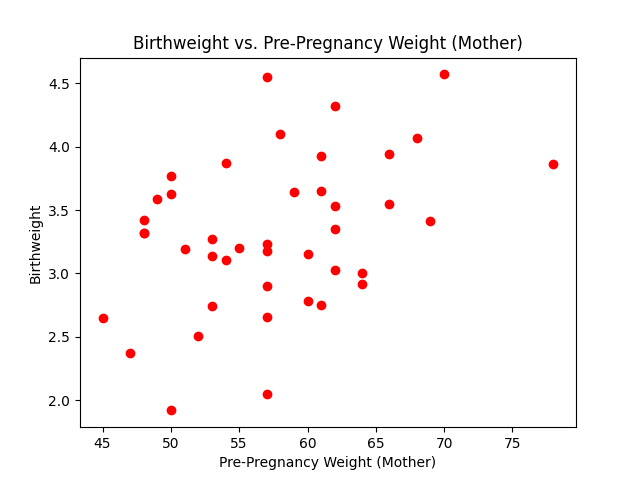 Birthweight vs. Pre-Pregnancy Weight (Mother)
4.5
4.0
3.5
3.0
2.5
2.0
Birthweight
45 50 55 60 65 70 75
Pre-Pregnancy Weight (Mother)